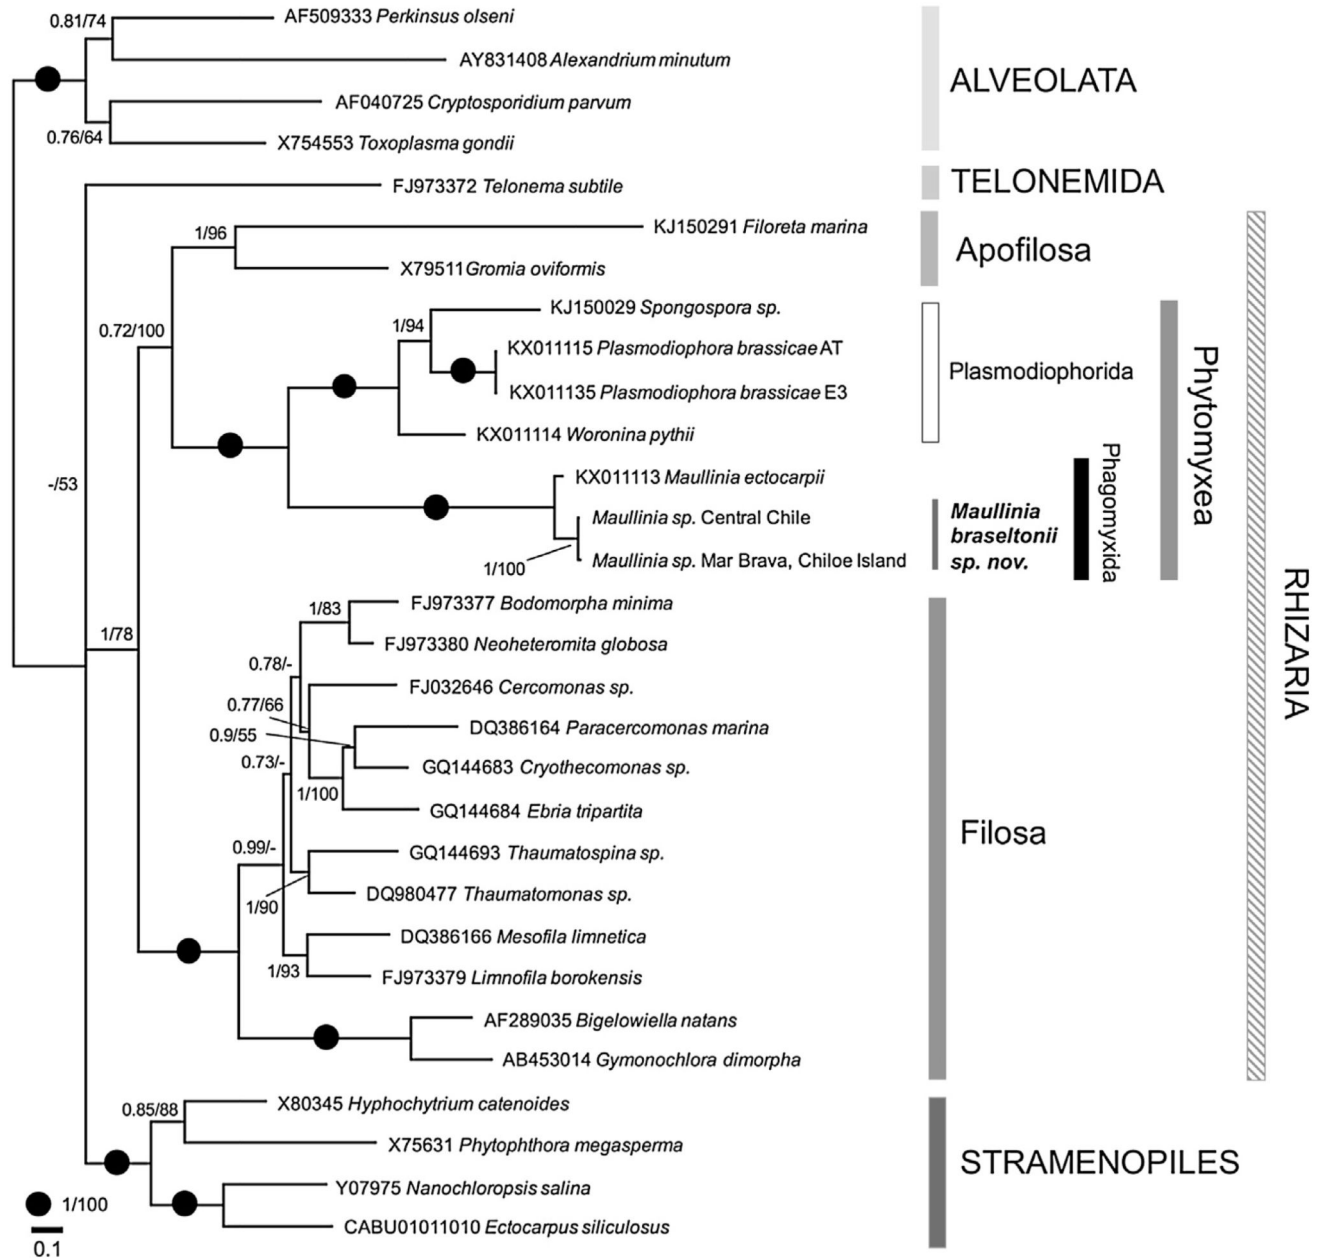 0.81/74
AF509333 Perkinsus olseni
AY831408 Alexandrium minutum
ALVEOLATA
AF040725 Cryptosporidium parvum
0.76/64
X754553 Toxoplasma gondii
FJ973372 Telonema subtile
TELONEMIDA
1/96
KJ150291 Filoreta marina
X79511 Gromia oviformis
Apofilosa
0.72/100
KJ150029 Spongospora sp.
1/94
KX011115 Plasmodiophora brassicae AT
KX011135 Plasmodiophora brassicae E3
Plasmodiophorida
KX011114 Woronina pythii
Phytomyxea
-/53
KX011113 Maullinia ectocarpii
Maullinia sp. Central Chile
Maullinia sp. Mar Brava, Chiloe Island
1/100
Maullinia
braseltonii
sp. nov.
Phagomyxida
RHIZARIA
1/83
FJ973377 Bodomorpha minima
1/78
FJ973380 Neoheteromita globosa
0.78/-
FJ032646 Cercomonas sp.
0.77/66
DQ386164 Paracercomonas marina
0.9/55
0.73/-
GQ144683 Cryothecomonas sp.
1/100
GQ144684 Ebria tripartita
Filosa
0.99/-
GQ144693 Thaumatospina sp.
DQ980477 Thaumatomonas sp.
1/90
DQ386166 Mesofila limnetica
1/93
FJ973379 Limnofila borokensis
AF289035 Bigelowiella natans
AB453014 Gymonochlora dimorpha
0.85/88
X80345 Hyphochytrium catenoides
X75631 Phytophthora megasperma
STRAMENOPILES
Y07975 Nanochloropsis salina
1/100
CABU01011010 Ectocarpus siliculosus
0.1